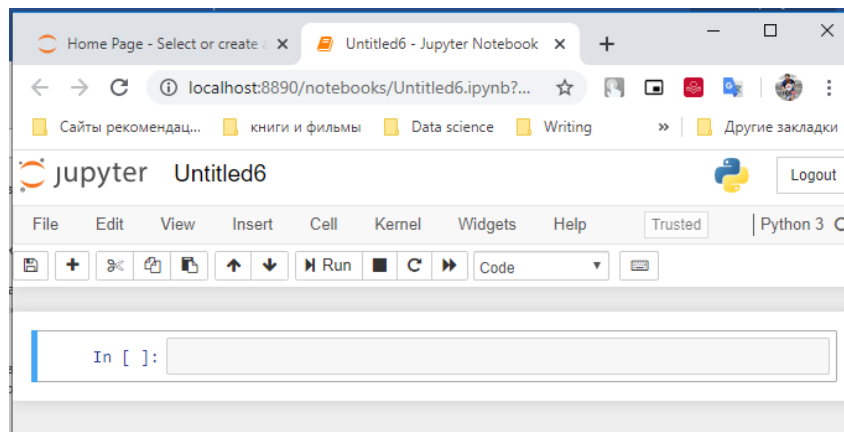 Home Page - Select or create a Untitled6 - Jupyter Notebook
localhost:8890/notebooks/Untitled6.ipynb?...
Сайты рекомендац... книги и фильмы Data science Writing » Другие закладки
jupyter Untitled6 Logout
File Edit View Insert Cell Kernel Widgets Help Trusted Python 3
Run Code
In [ ]: